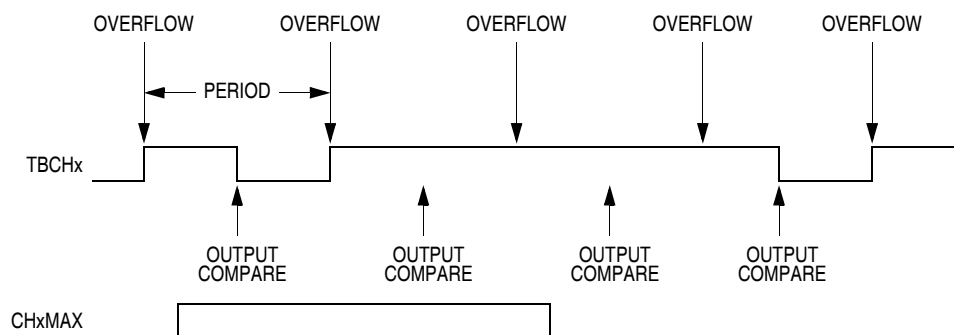 OVERFLOW OVERFLOW OVERFLOW OVERFLOW OVERFLOW
PERIOD
TBCHx
OUTPUT COMPARE
OUTPUT COMPARE
OUTPUT COMPARE
OUTPUT COMPARE
CHxMAX